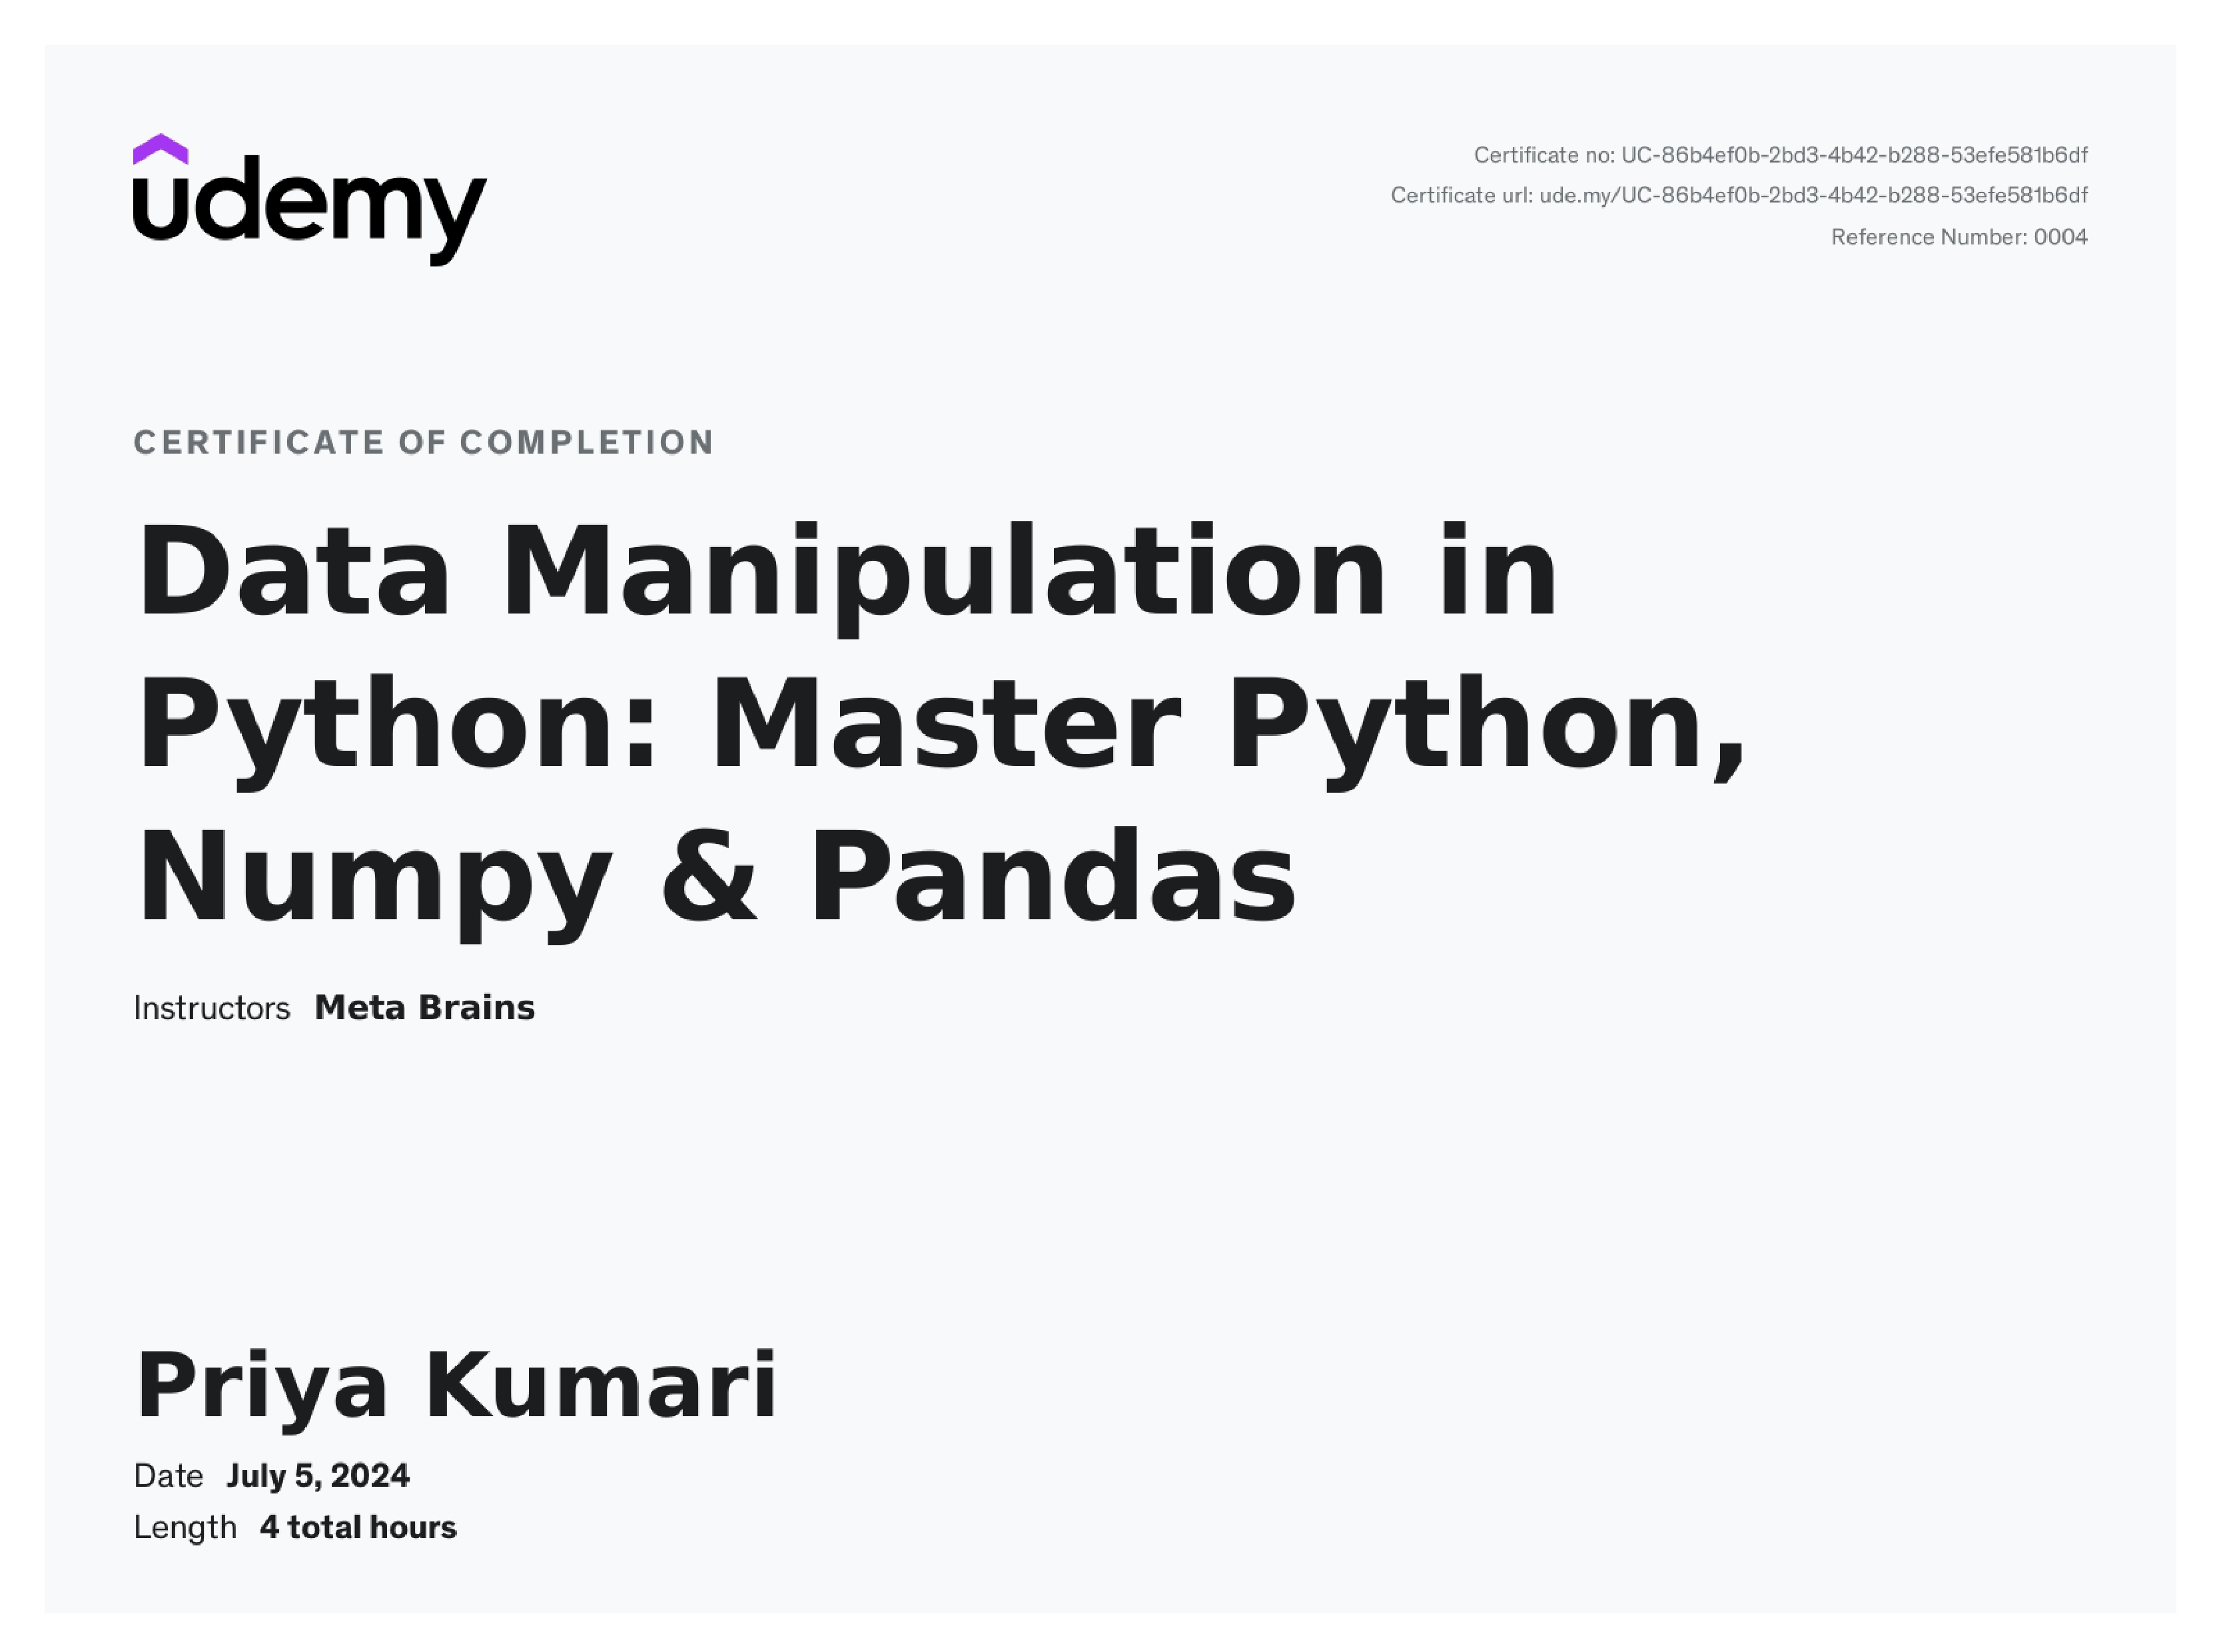 udemy
Certificate no: UC-86b4ef0b-2bd3-4b42-b288-53efe581b6df
Certificate url: ude.my/UC-86b4ef0b-2bd3-4b42-b288-53efe581b6df
Reference Number: 0004
CERTIFICATE OF COMPLETION
Data Manipulation in
Python: Master Python,
Numpy & Pandas
Instructors Meta Brains
Priya Kumari
Date July 5, 2024
Length 4 total hours